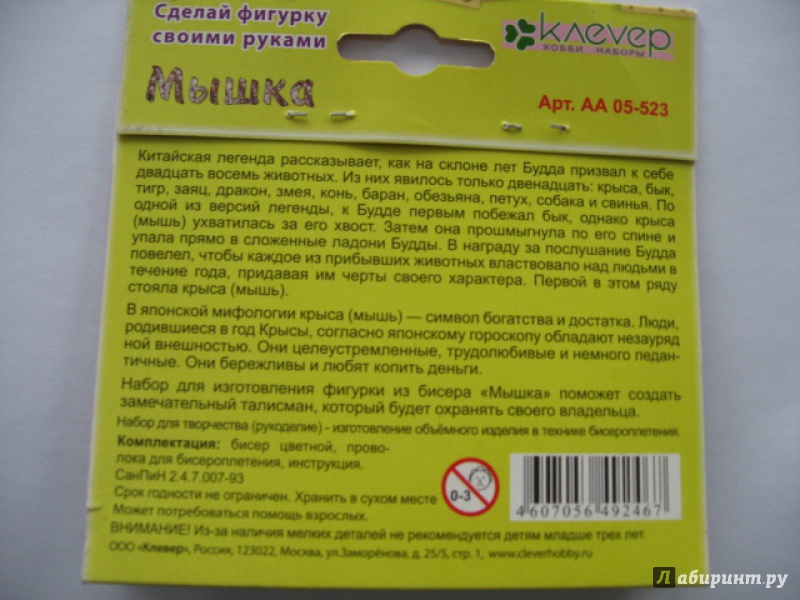 Сделай фигурку
своими руками
Клевер
ХОББИ НАБОРЫ
Мышка
Арт. АА 05-523
Китайская легенда рассказывает, как на склоне лет Будда призвал к себе
двадцать восемь животных. Из них явилось только двенадцать: крыса, бык,
тигр, заяц, дракон, змея, конь, баран, обезьяна, петух, собака и свинья. По
одной из версий легенды, к Будде первым побежал бык, однако крыса
(мышь) ухватилась за его хвост. Затем она прошмыгнула по его спине и
упала прямо в сложенные ладони Будды. В награду за послушание Будда
повелел, чтобы каждое из прибывших животных властвовало над людьми в
течение года, придавая им черты своего характера. Первой в этом ряду
стояла крыса (мышь).
В японской мифологии крыса (мышь) — символ богатства и достатка. Люди,
родившиеся в год Крысы, согласно японскому гороскопу обладают незауряд
ной внешностью. Они целеустремленные, трудолюбивые и немного педан-
тичные. Они бережливы и любят копить деньги.
Набор для изготовления фигурки из бисера «Мышка» поможет создать
замечательный талисман, который будет охранять своего владельца.
Набор для творчества (рукоделие) - изготовление объёмного изделия в технике бисероплетения.
Комплектация: бисер цветной, прово-
лока для бисероплетения, инструкция.
СанПиН 2.4.7.007-93
Срок годности не ограничен. Хранить в сухом месте
Может потребоваться помощь взрослых.
0-3
4607056492467
ВНИМАНИЕ! Из-за наличия мелких деталей не рекомендуется детям младше трех лет.
ООО «Клевер», Россия, 123022, Москва, ул.Заморёнова, д. 25/5, стр. 1, www.cleverhobby.ru
Лабиринт.ру